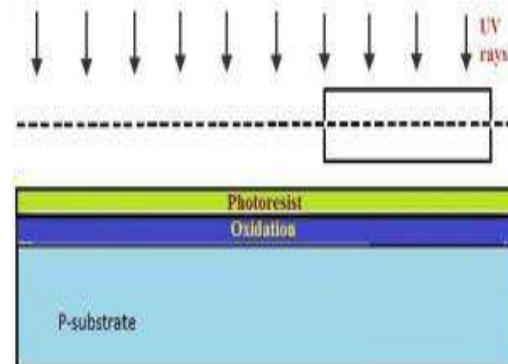 UV
rays
Photoresist
Oxidation
P-substrate